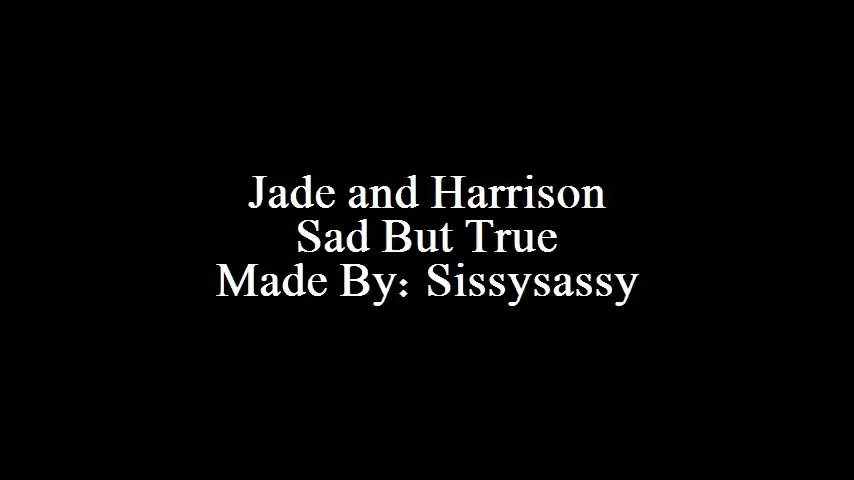 Jade and Harrison
Sad But True
Made By: Sissysassy